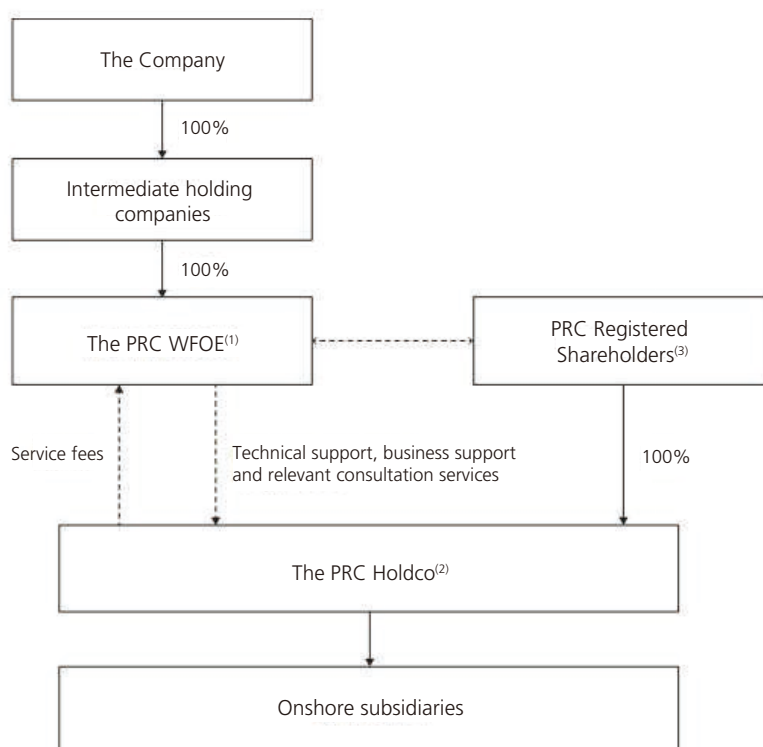 The Company
100%
Intermediate holding
companies
100%
The PRC WFOE(1)
PRC Registered
Shareholders(3)
Service fees
Technical support, business support
and relevant consultation services
100%
The PRC Holdco(2)
Onshore subsidiaries